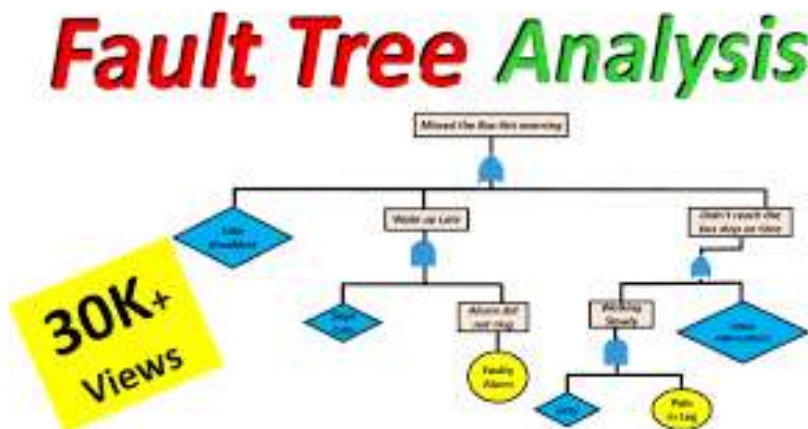 Fault Tree Analysis
Missed the Bus this morning
Wake up Late
Didn't reach the
bus stop on time
30K+
Views
Alarm did
not ring
Walking
Slowly
Faulty
Alarm
Pain
in Leg